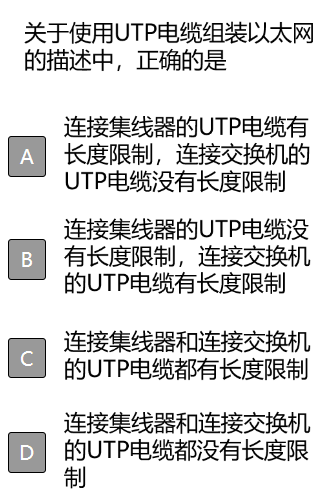 关于使用UTP电缆组装以太网
的描述中，正确的是
A
连接集线器的UTP电缆有
长度限制，连接交换机的
UTP电缆没有长度限制
B
连接集线器的UTP电缆没
有长度限制，连接交换机
的UTP电缆有长度限制
C
连接集线器和连接交换机
的UTP电缆都有长度限制
D
连接集线器和连接交换机
的UTP电缆都没有长度限
制